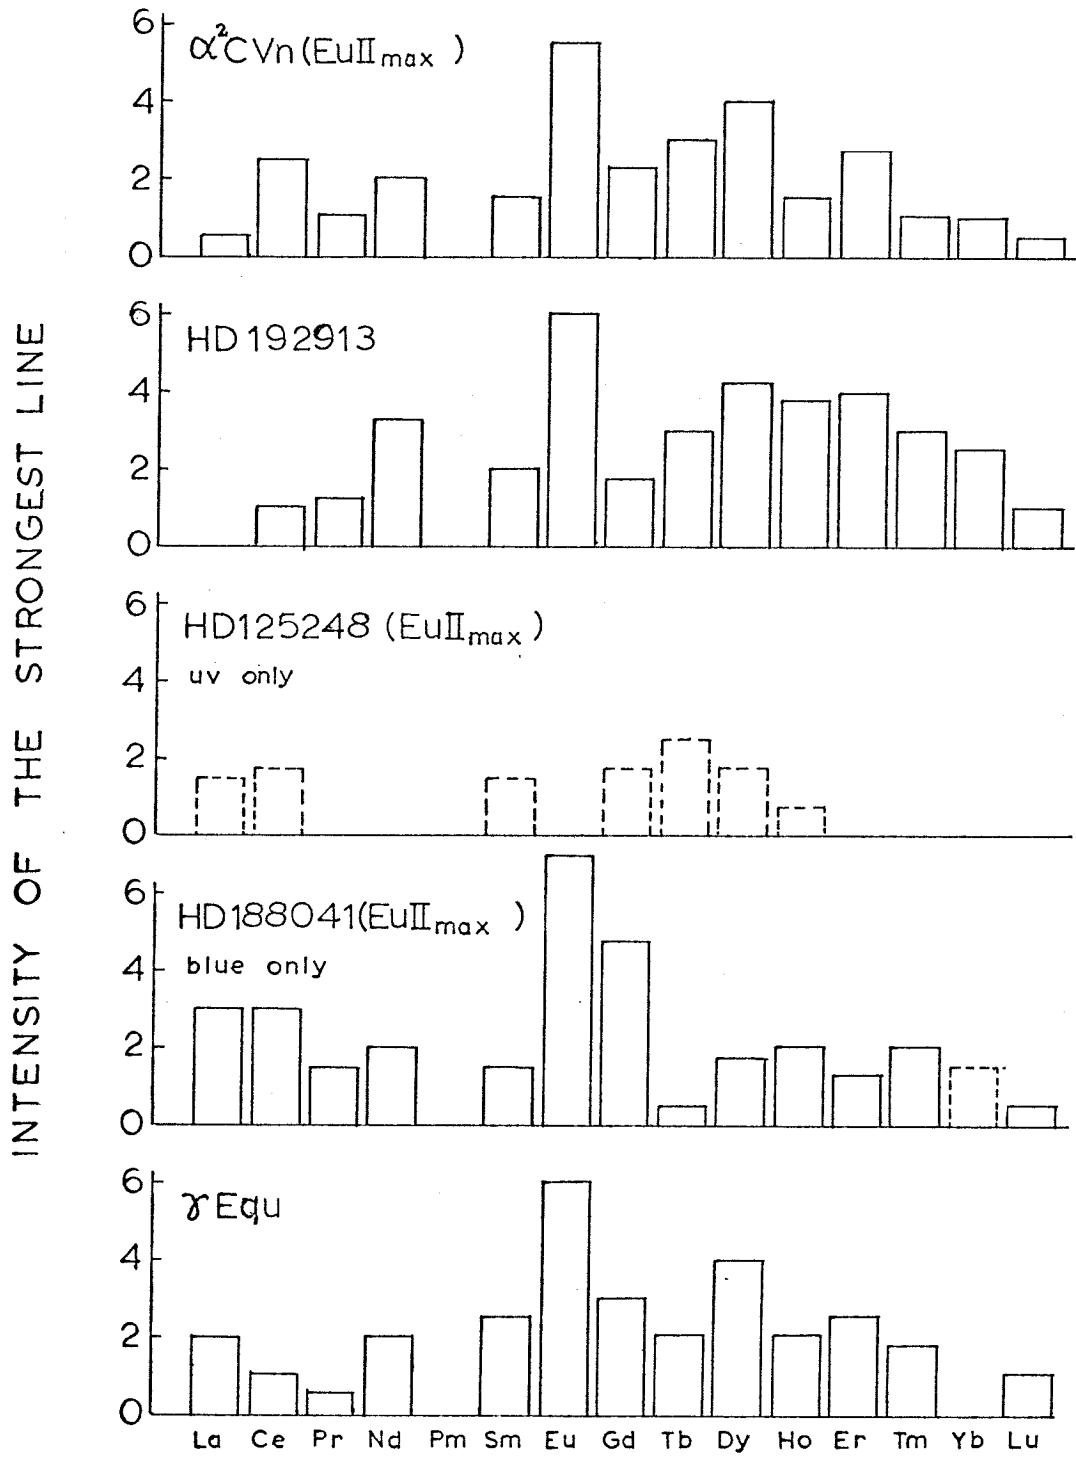 INTENSITY OF THE STRONGEST LINE
6
α²CVn (EuII max )
4
2
0
6
HD 192913
4
2
0
6
HD125248 (EuII max )
4
uv only
2
0
6
HD188041(EuII max )
4
blue only
2
0
6
γ Equ
4
2
0
La Ce Pr Nd Pm Sm Eu Gd Tb Dy Ho Er Tm Yb Lu